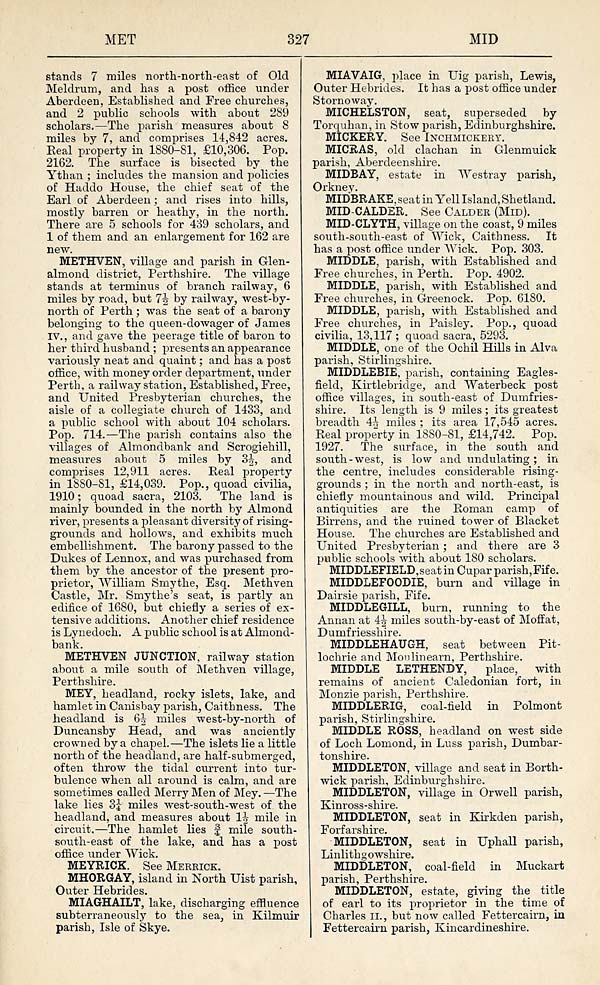 MET 327 MID
stands 7 miles north-north-east of Old
Meldrum, and has a post office under
Aberdeen, Established and Free churches,
and 2 public schools with about 289
scholars.—The parish measures about 8
miles by 7, and comprises 14,842 acres.
Real property in 1880-81, £10,306. Pop.
2162. The surface is bisected by the
Ythan ; includes the mansion and policies
of Haddo House, the chief seat of the
Earl of Aberdeen ; and rises into hills,
mostly barren or heathy, in the north.
There are 5 schools for 439 scholars, and
1 of them and an enlargement for 162 are
new.
METHVEN, village and parish in Glen-
almond district, Perthshire. The village
stands at terminus of branch railway, 6
miles by road, but 7½ by railway, west-by-
north of Perth ; was the seat of a barony
belonging to the queen-dowager of James
IV., and gave the peerage title of baron to
her third husband ; presents an appearance
variously neat and quaint ; and has a post
office, with money order department, under
Perth, a railway station, Established, Free,
and United Presbyterian churches, the
aisle of a collegiate church of 1433, and
a public school with about 104 scholars.
Pop. 714.—The parish contains also the
villages of Almondbank and Scrogiehill,
measures about 5 miles by 3½, and
comprises 12,911 acres. Real property
in 1880-81, £14,039. Pop., quoad civilia,
1910 ; quoad sacra, 2103. The land is
mainly bounded in the north by Almond
river, presents a pleasant diversity of rising-
grounds and hollows, and exhibits much
embellishment. The barony passed to the
Dukes of Lennox, and was purchased from
them by the ancestor of the present pro-
prietor, William Smythe, Esq. Methven
Castle, Mr. Smythe's seat, is partly an
edifice of 1680, but chiefly a series of ex-
tensive additions. Another chief residence
is Lynedoch. A public school is at Almond-
bank.
METHVEN JUNCTION, railway station
about a mile south of Methven village,
Perthshire.
MEY, headland, rocky islets, lake, and
hamlet in Canisbay parish, Caithness. The
headland is 6½ miles west-by-north of
Duncansby Head, and was anciently
crowned by a chapel.—The islets lie a little
north of the headland, are half-submerged,
often throw the tidal current into tur-
bulence when all around is calm, and are
sometimes called Merry Men of Mey.—The
lake lies 3¼ miles west-south-west of the
headland, and measures about 1½ mile in
circuit.—The hamlet lies ¾ mile south-
south-east of the lake, and has a post
office under Wick.
MEYRICK. See MERRICK.
MHORGAY, island in North Uist parish,
Outer Hebrides.
MIAGHAILT, lake, discharging effluence
subterraneously to the sea, in Kilmuir
parish, Isle of Skye.
MIAVAIG, place in Uig parish, Lewis,
Outer Hebrides. It has a post office under
Stornoway.
MICHELSTON, seat, superseded by
Torquhan, in Stow parish, Edinburghshire.
MICKERY. See INCHMICKERY.
MICRAS, old clachan in Glenmuick
parish, Aberdeenshire.
MIDBAY, estate in Westray parish,
Orkney.
MIDBRAKE, seat in Yell Island, Shetland.
MID-CALDER. See CALDER (MID).
MID-CLYTH, village on the coast, 9 miles
south-south-east of Wick, Caithness. It
has a post office under Wick. Pop. 303.
MIDDLE, parish, with Established and
Free churches, in Perth. Pop. 4902.
MIDDLE, parish, with Established and
Free churches, in Greenock. Pop. 6180.
MIDDLE, parish, with Established and
Free churches, in Paisley. Pop., quoad
civilia, 13,117 ; quoad sacra, 5293.
MIDDLE, one of the Ochil Hills in Alva
parish, Stirlingshire.
MIDDLEBIE, parish, containing Eagles-
field, Kirtlebridge, and Waterbeck post
office villages, in south-east of Dumfries-
shire. Its length is 9 miles ; its greatest
breadth 4½ miles ; its area 17,545 acres.
Real property in 1880-81, £14,742. Pop.
1927. The surface, in the south and
south-west, is low and undulating ; in
the centre, includes considerable rising-
grounds ; in the north and north-east, is
chiefly mountainous and wild. Principal
antiquities are the Roman camp of
Birrens, and the ruined tower of Blacket
House. The churches are Established and
United Presbyterian ; and there are 3
public schools with about 180 scholars.
MIDDLEFIELD, seat in Cupar parish, Fife.
MIDDLEFOODIE, burn and village in
Dairsie parish, Fife.
MIDDLEGILL, burn, running to the
Annan at 4½ miles south-by-east of Moffat,
Dumfriesshire.
MIDDLEHAUGH, seat between Pit-
lochrie and Moulinearn, Perthshire.
MIDDLE LETHENDY, place, with
remains of ancient Caledonian fort, in
Monzie parish, Perthshire.
MIDDLERIG, coal-field in Polmont
parish, Stirlingshire.
MIDDLE ROSS, headland on west side
of Loch Lomond, in Luss parish, Dumbar-
tonshire.
MIDDLETON, village and seat in Borth-
wick parish, Edinburghshire.
MIDDLETON, village in Orwell parish,
Kinross-shire.
MIDDLETON, seat in Kirkden parish,
Forfarshire.
MIDDLETON, seat in Uphall parish,
Linlithgowshire.
MIDDLETON, coal-field in Muckart
parish, Perthshire.
MIDDLETON, estate, giving the title
of earl to its proprietor in the time of
Charles II., but now called Fettercairn, in
Fettercairn parish, Kincardineshire.